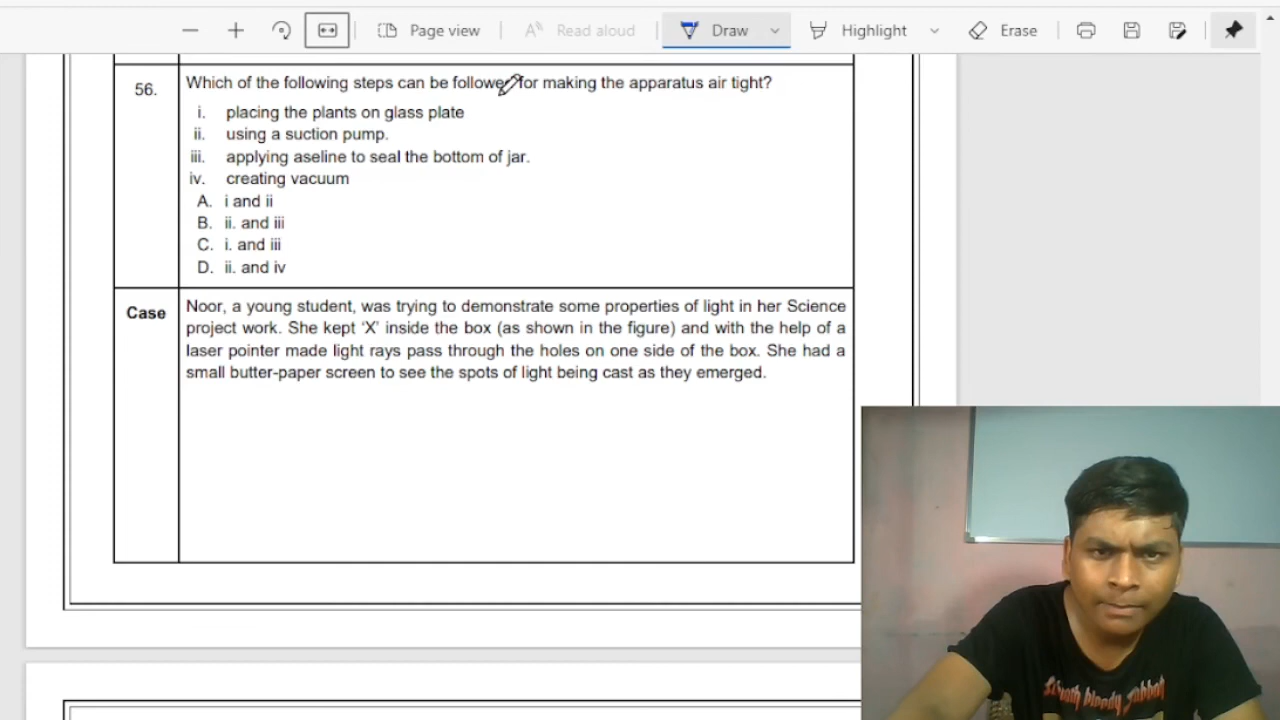 Page view
Read aloud
Draw
Highlight
Erase
56.
Which of the following steps can be followed for making the apparatus air tight?
i. placing the plants on glass plate
ii. using a suction pump.
iii. applying aseline to seal the bottom of jar.
iv. creating vacuum
A. i and ii
B. ii. and iii
C. i. and iii
D. ii. and iv
Case
Noor, a young student, was trying to demonstrate some properties of light in her Science
project work. She kept ‘X’ inside the box (as shown in the figure) and with the help of a
laser pointer made light rays pass through the holes on one side of the box. She had a
small butter-paper screen to see the spots of light being cast as they emerged.
bloody